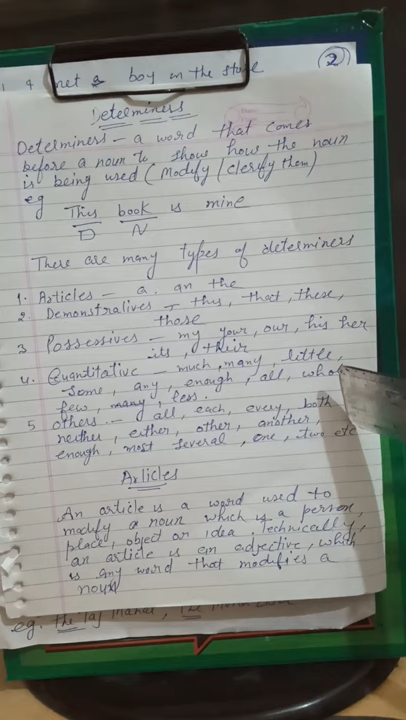 met a boy in the store
2
Determiners
Determiners - a word that comes
before a noun to show how the noun
is being used (Modify / clerify them)
eg This book is mine
D N
There are many types of determiners
1. Articles - a. an the
2. Demonstratives - this, that, these,
those
3 Possessives - my your, our, his her
its, their
4. Quantitative - much, many, little,
Some, any, enough, all, whole
few, many, less.
5 others. - all, each, every, both
neither, either, other, another,
enough, most several, one, two etc
Articles
An article is a word used to
modify a noun which is a person,
place, object or idea. Technically,
an article is an adjective, which
is any word that modifies a
noun
eg. the Taj Mahal, The